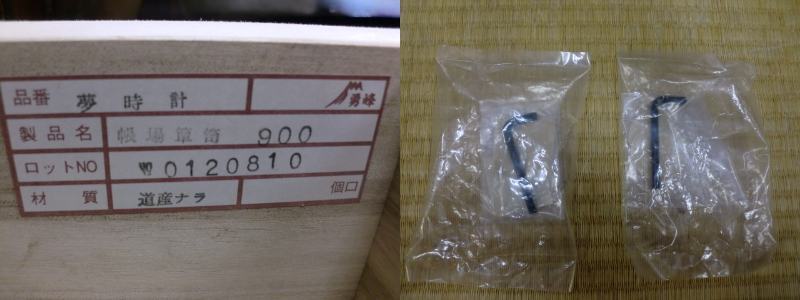 品番 夢時計 勇峰
製品名 帳場箪笥 900
ロットNO W0120810
材質 道産ナラ 個口